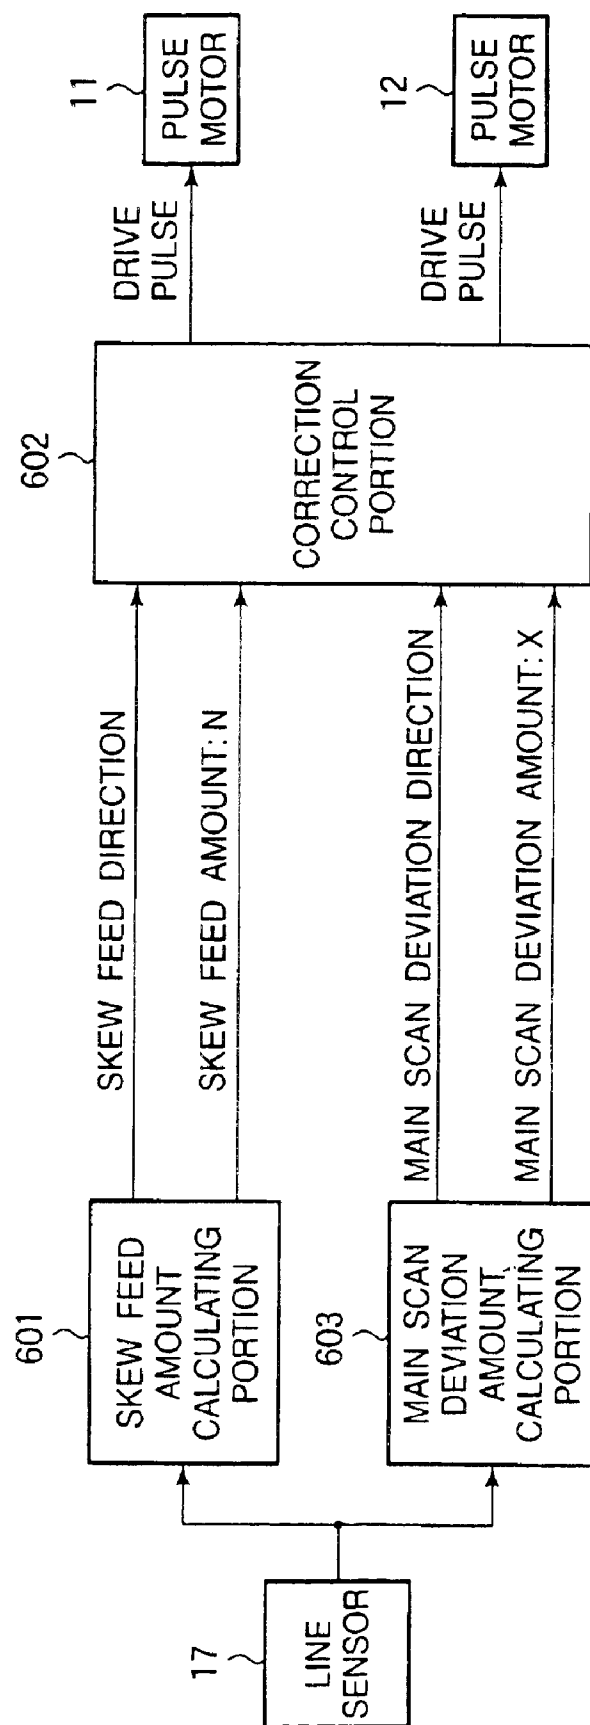 17
LINE
SENSOR
601
SKEW FEED
AMOUNT
CALCULATING
PORTION
603
MAIN SCAN
DEVIATION
AMOUNT
CALCULATING
PORTION
SKEW FEED DIRECTION
SKEW FEED AMOUNT: N
MAIN SCAN DEVIATION DIRECTION
MAIN SCAN DEVIATION AMOUNT: X
602
CORRECTION
CONTROL
PORTION
DRIVE
PULSE
11
PULSE
MOTOR
DRIVE
PULSE
12
PULSE
MOTOR